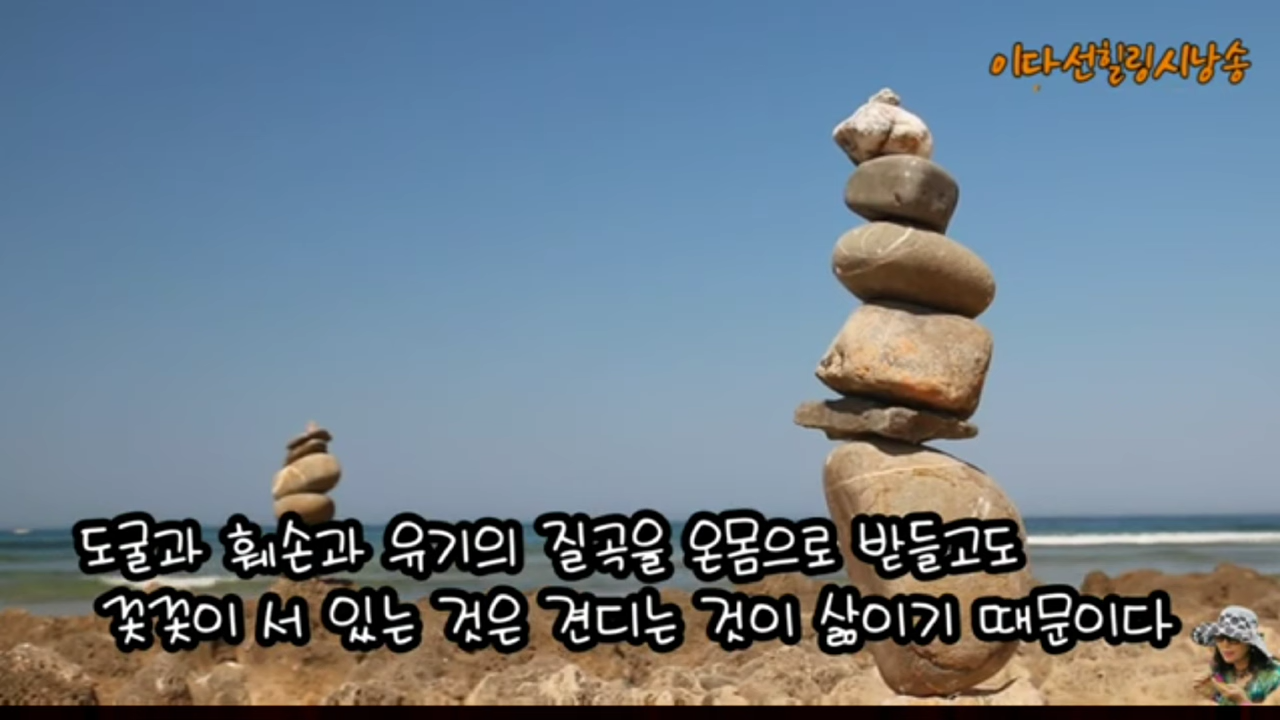 이다선힐링시낭송
도굴과 훼손과 유기의 질곡을 온몸으로 받들고도
꽃꽃이 서 있는 것은 견디는 것이 삶이기 때문이다